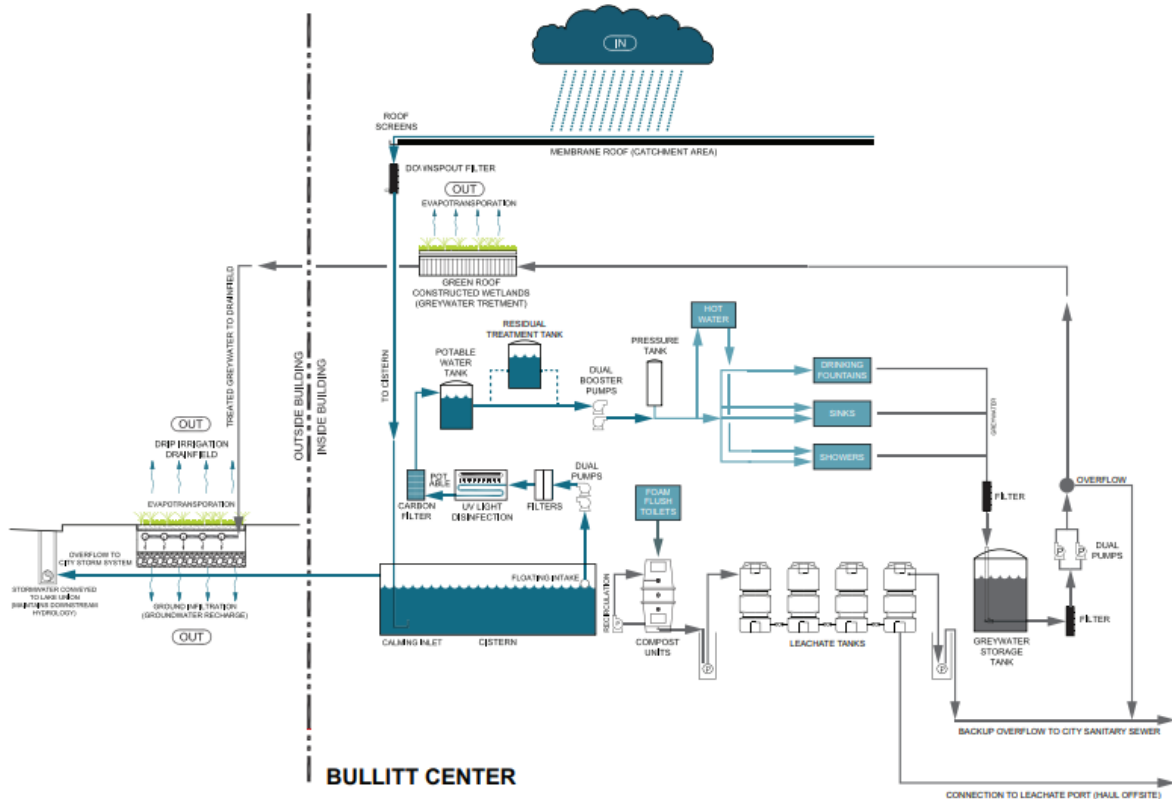 IN
ROOF
SCREENS
MEMBRANE ROOF (CATCHMENT AREA)
DOWNSPOUT FILTER
OUT
EVAPOTRANSPORATION
GREEN ROOF
CONSTRUCTED WETLANDS
(GREYWATER TRETMENT)
TREATED GREYWATER TO DRAINFIELD
OUTSIDE BUILDING
INSIDE BUILDING
TO CISTERN
RESIDUAL
TREATMENT TANK
POTABLE
WATER
TANK
DUAL
BOOSTER
PUMPS
PRESSURE
TANK
HOT
WATER
DRINKING
FOUNTAINS
SINKS
SHOWERS
GREYWATER
OUT
DRIP IRRIGATION
DRAINFIELD
EVAPOTRANSPORATION
CARBON
FILTER
POT
ABLE
UV LIGHT
DISINFECTION
FILTERS
DUAL
PUMPS
FOAM
FLUSH
TOILETS
FILTER
OVERFLOW
DUAL
PUMPS
P
P
OVERFLOW TO
CITY STORM SYSTEM
STORMWATER CONVEYED
TO LAKE UNION
(MAINTAINS DOWNSTREAM
HYDROLOGY)
GROUND INFILTRATION
(GROUNDWATER RECHARGE)
OUT
FLOATING INTAKE
CALMING INLET
CISTERN
RECIRCULATION
COMPOST
UNITS
P
LEACHATE TANKS
P
GREYWATER
STORAGE
TANK
FILTER
BACKUP OVERFLOW TO CITY SANITARY SEWER
BULLITT CENTER
CONNECTION TO LEACHATE PORT (HAUL OFFSITE)